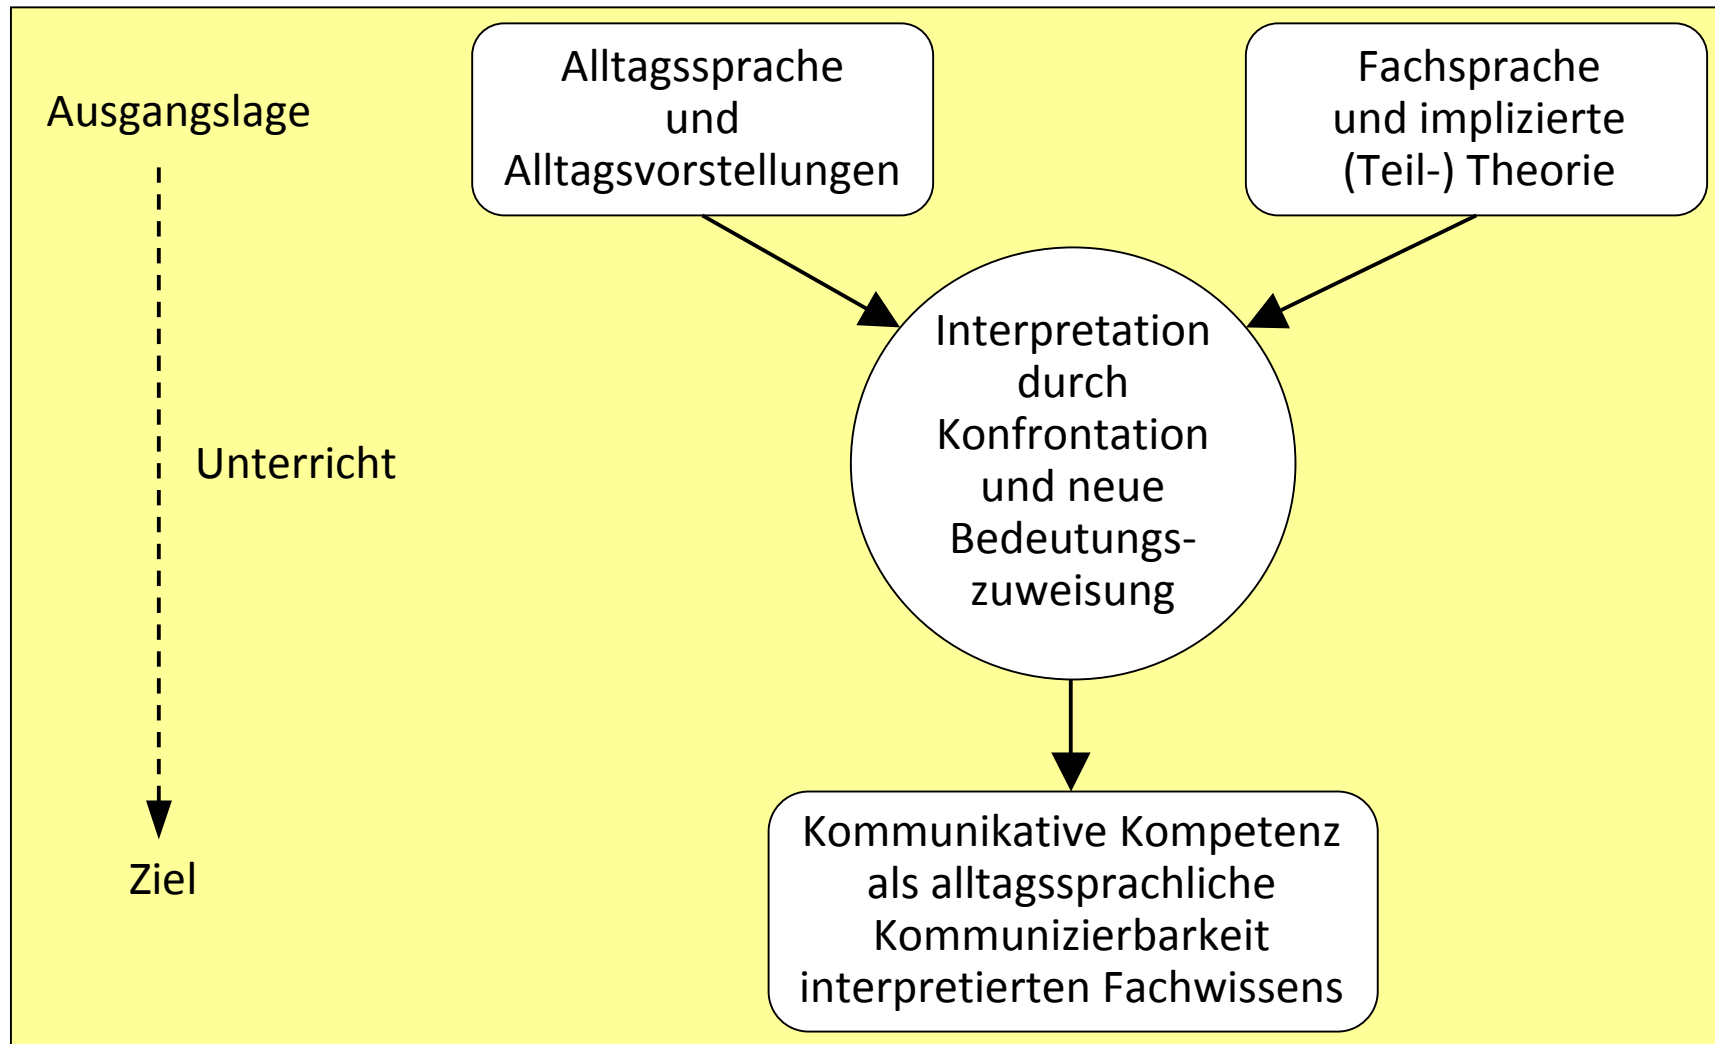 Ausgangslage
Alltagssprache
und
Alltagsvorstellungen
Fachsprache
und implizierte
(Teil-) Theorie
Unterricht
Interpretation
durch
Konfrontation
und neue
Bedeutungs-
zuweisung
Ziel
Kommunikative Kompetenz
als alltagssprachliche
Kommunizierbarkeit
interpretierten Fachwissens